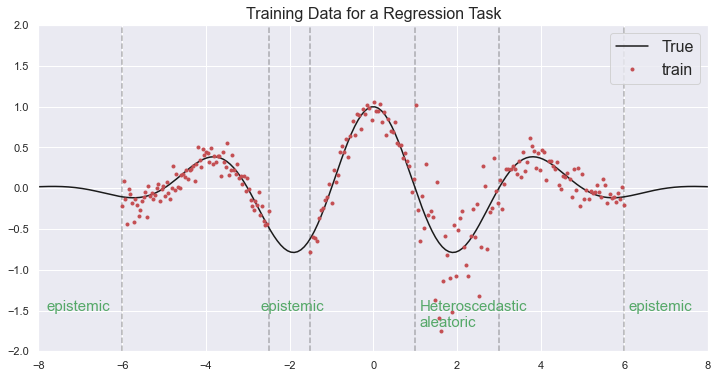 Training Data for a Regression Task
2.0
1.5
1.0
0.5
0.0
−0.5
−1.0
−1.5
−2.0
True
train
epistemic
epistemic
Heteroscedastic
aleatoric
epistemic
−8 −6 −4 −2 0 2 4 6 8